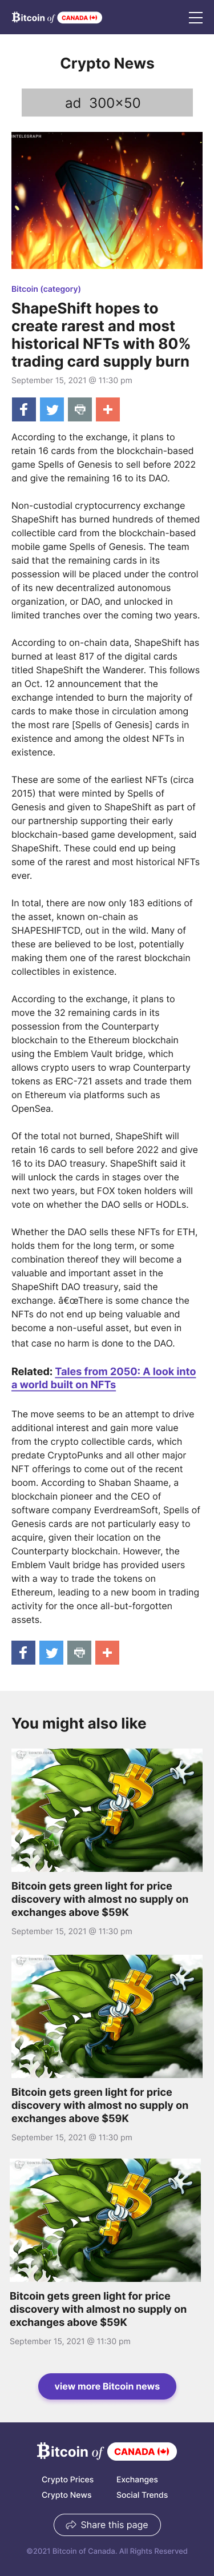 Bitcoin of CANADA
Crypto News
ad 300x50
INTELEGRAPH
Bitcoin (category)
ShapeShift hopes to
create rarest and most
historical NFTs with 80%
trading card supply burn
September 15, 2021 @ 11:30 pm
According to the exchange, it plans to
retain 16 cards from the blockchain-based
game Spells of Genesis to sell before 2022
and give the remaining 16 to its DAO.
Non-custodial cryptocurrency exchange
ShapeShift has burned hundreds of themed
collectible card from the blockchain-based
mobile game Spells of Genesis. The team
said that the remaining cards in its
possession will be placed under the control
of its new decentralized autonomous
organization, or DAO, and unlocked in
limited tranches over the coming two years.
According to on-chain data, ShapeShift has
burned at least 817 of the digital cards
titled ShapeShift the Wanderer. This follows
an Oct. 12 announcement that the
exchange intended to burn the majority of
cards to make those in circulation among
the most rare [Spells of Genesis] cards in
existence and among the oldest NFTs in
existence.
These are some of the earliest NFTs (circa
2015) that were minted by Spells of
Genesis and given to ShapeShift as part of
our partnership supporting their early
blockchain-based game development, said
ShapeShift. These could end up being
some of the rarest and most historical NFTs
ever.
In total, there are now only 183 editions of
the asset, known on-chain as
SHAPESHIFTCD, out in the wild. Many of
these are believed to be lost, potentially
making them one of the rarest blockchain
collectibles in existence.
According to the exchange, it plans to
move the 32 remaining cards in its
possession from the Counterparty
blockchain to the Ethereum blockchain
using the Emblem Vault bridge, which
allows crypto users to wrap Counterparty
tokens as ERC-721 assets and trade them
on Ethereum via platforms such as
OpenSea.
Of the total not burned, ShapeShift will
retain 16 cards to sell before 2022 and give
16 to its DAO treasury. ShapeShift said it
will unlock the cards in stages over the
next two years, but FOX token holders will
vote on whether the DAO sells or HODLs.
Whether the DAO sells these NFTs for ETH,
holds them for the long term, or some
combination thereof they will become a
valuable and important asset in the
ShapeShift DAO treasury, said the
exchange. â€œThere is some chance the
NFTs do not end up being valuable and
become a non-useful asset, but even in
that case no harm is done to the DAO.
Related: Tales from 2050: A look into
a world built on NFTs
The move seems to be an attempt to drive
additional interest and gain more value
from the crypto collectible cards, which
predate CryptoPunks and all other major
NFT offerings to come out of the recent
boom. According to Shaban Shaame, a
blockchain pioneer and the CEO of
software company EverdreamSoft, Spells of
Genesis cards are not particularly easy to
acquire, given their location on the
Counterparty blockchain. However, the
Emblem Vault bridge has provided users
with a way to trade the tokens on
Ethereum, leading to a new boom in trading
activity for the once all-but-forgotten
assets.
You might also like
Bitcoin gets green light for price
discovery with almost no supply on
exchanges above $59K
September 15, 2021 @ 11:30 pm
Bitcoin gets green light for price
discovery with almost no supply on
exchanges above $59K
September 15, 2021 @ 11:30 pm
Bitcoin gets green light for price
discovery with almost no supply on
exchanges above $59K
September 15, 2021 @ 11:30 pm
view more Bitcoin news
Bitcoin of CANADA
Crypto Prices Exchanges
Crypto News Social Trends
Share this page
©2021 Bitcoin of Canada. All Rights Reserved